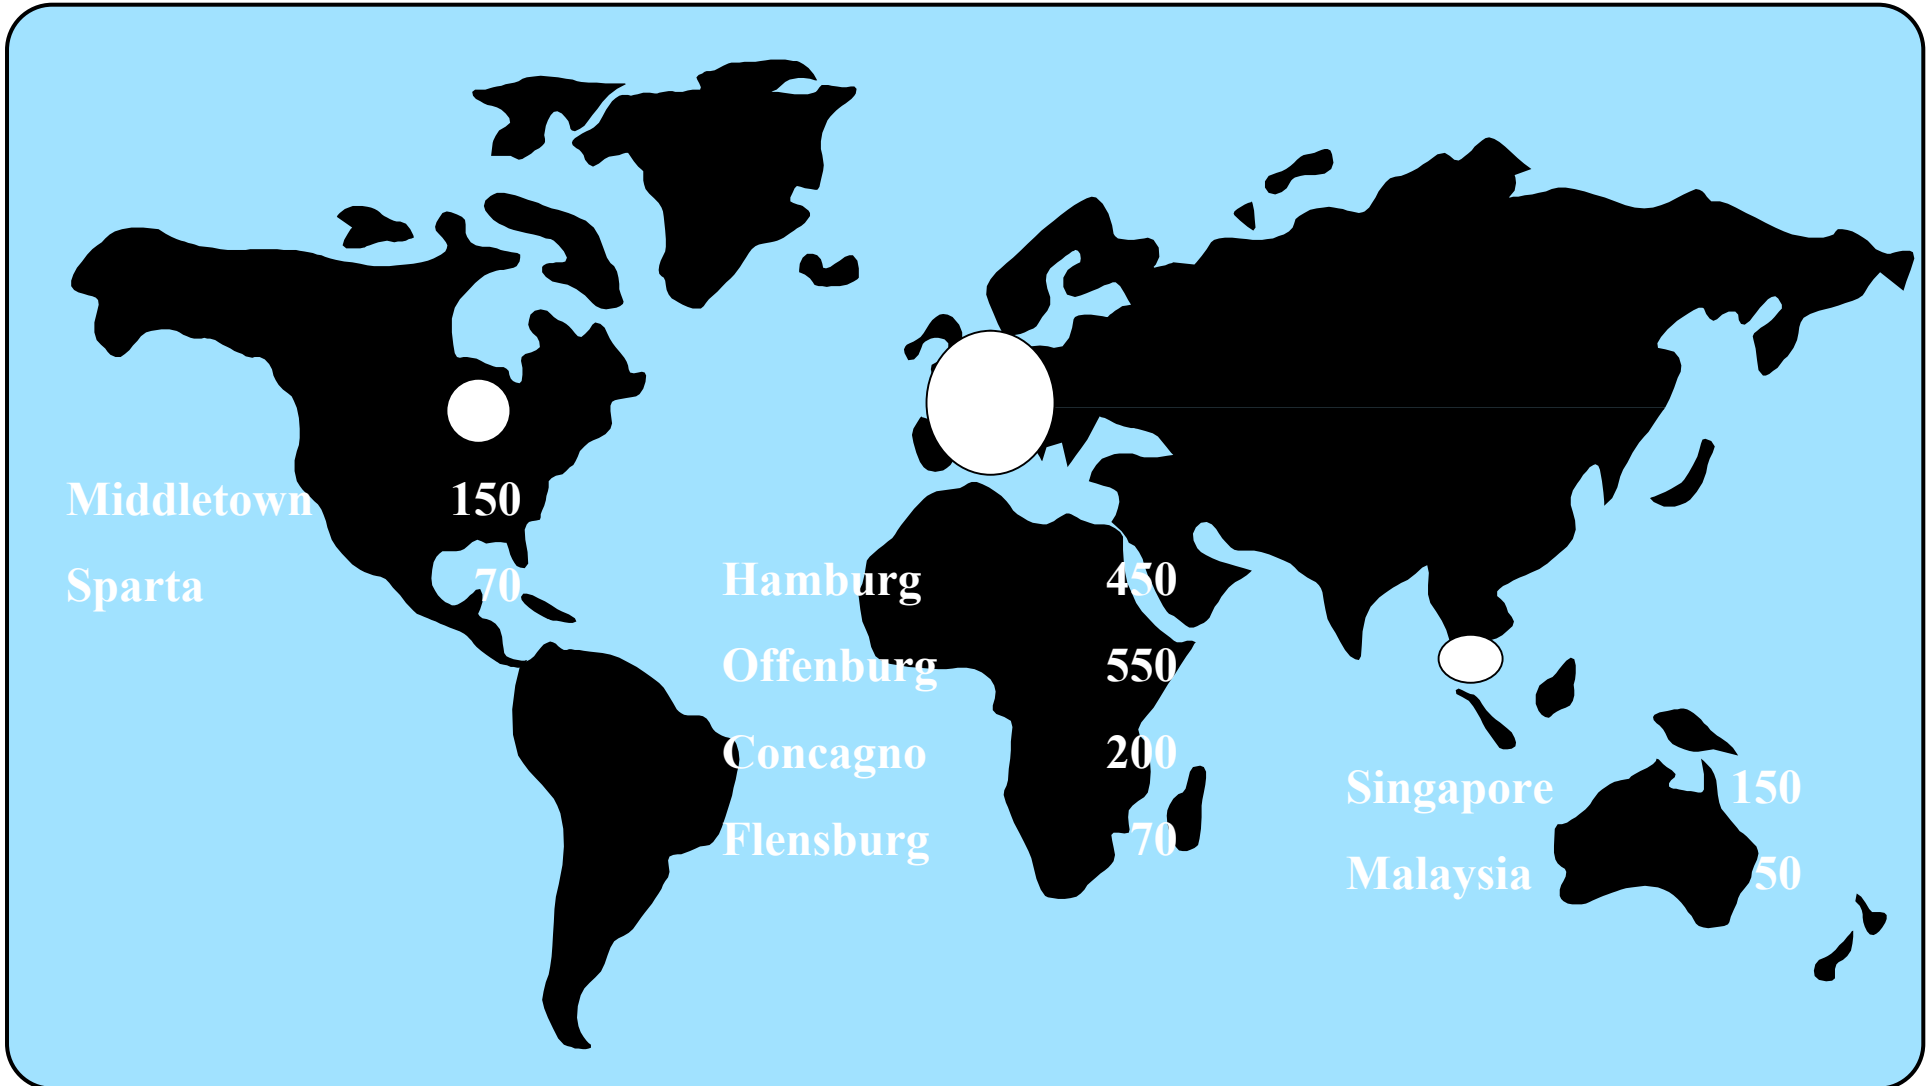 Middletown 150
Sparta 70
Hamburg 450
Offenburg 550
Concagno 200
Flensburg 70
Singapore 150
Malaysia 50